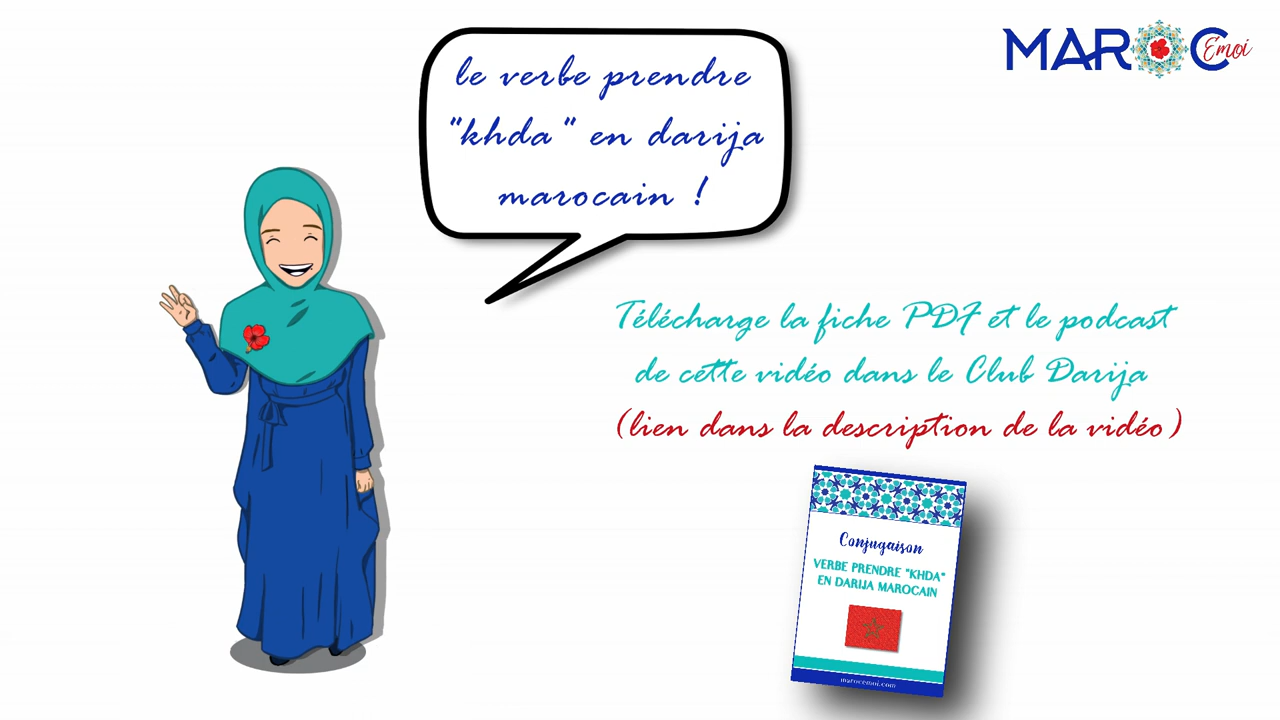 MAROC Emoi
le verbe prendre
"khda" en darija
marocain !
Télécharge la fiche PDF et le podcast
de cette vidéo dans le Club Darija
(lien dans la description de la vidéo)
Conjugaison
VERBE PRENDRE "KHDA"
EN DARIJA MAROCAIN
marocemoi.com